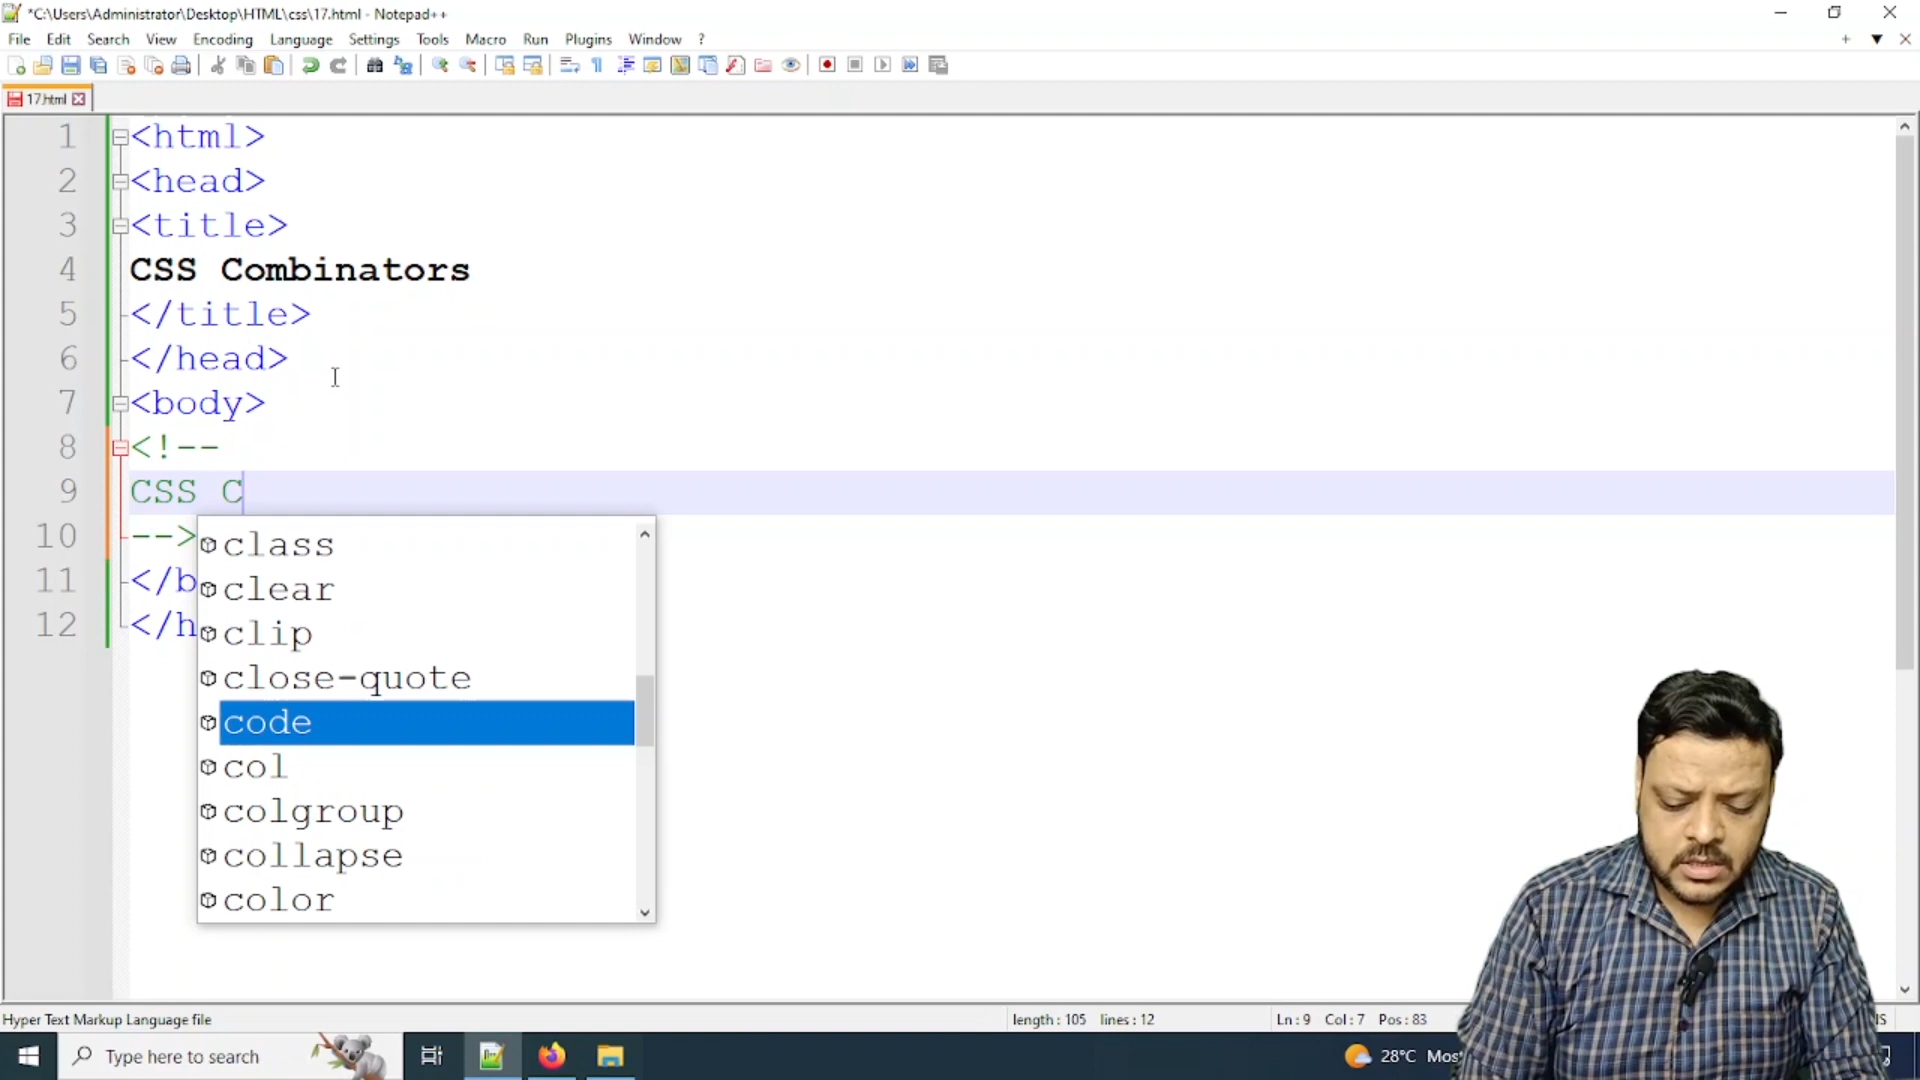 *C:\Users\Administrator\Desktop\HTML\css\17.html - Notepad++
File Edit Search View Encoding Language Settings Tools Macro Run Plugins Window ?
17.html
1 <html>
2 <head>
3 <title>
4 CSS Combinators
5 </title>
6 </head>
7 <body>
8 <!--
9 CSS C
10 -->
11 </b
12 </h
class
clear
clip
close-quote
code
col
colgroup
collapse
color
Hyper Text Markup Language file length : 105 lines : 12 Ln : 9 Col : 7 Pos : 83
Type here to search 28°C